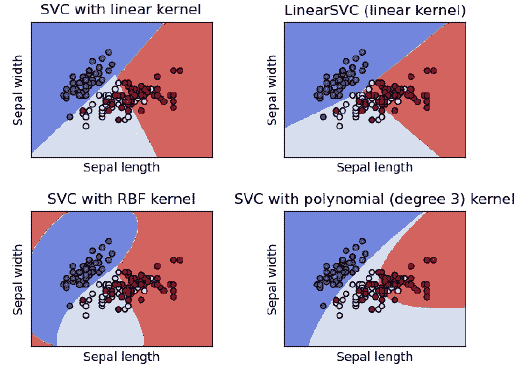 SVC with linear kernel
LinearSVC (linear kernel)
Sepal width
Sepal length
Sepal width
Sepal length
SVC with RBF kernel
SVC with polynomial (degree 3) kernel
Sepal width
Sepal length
Sepal width
Sepal length